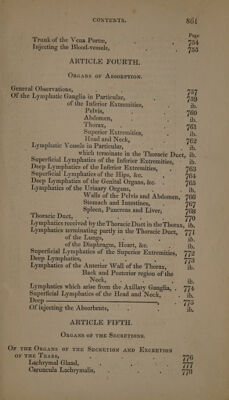 CONTENTS. 861
Page
Trunk of the Vena Portæ, 754
Injecting the Blood-vessels, 755
ARTICLE FOURTH.
ORGANS OF ABSORPTION.
General Observations, 757
Of the Lymphatic Ganglia in Particular, 759
of the Inferior Extremities, ib.
Pelvis, 760
Abdomen, ib.
Thorax, 761
Superior Extremities, ib.
Head and Neck, 762
Lymphatic Vessels in Particular, ib.
which terminate in the Thoracic Duct, ib.
Superficial Lymphatics of the Inferior Extremities, ib.
Deep Lymphatics of the Inferior Extremities, 763
Superficial Lymphatics of the Hips, &c. 764
Deep Lymphatics of the Genital Organs, &c. 765
Lymphatics of the Urinary Organs, ib.
Walls of the Pelvis and Abdomen, 766
Stomach and Intestines, 767
Spleen, Pancreas and Liver, 768
Thoracic Duct, 770
Lymphatics received by the Thoracic Duct in the Thorax, ib.
Lymphatics terminating partly in the Thoracic Duct, 771
of the Lungs, ib.
of the Diaphragm, Heart, &c. ib.
Superficial Lymphatics of the Superior Extremities, 772
Deep Lymphatics, 773
Lymphatics of the Anterior Wall of the Thorax, ib.
Back and Posterior region of the
Neck, ib.
Lymphatics which arise from the Axillary Ganglia, 774
Superficial Lymphatics of the Head and Neck, ib.
Deep 775
Of injecting the Absorbents, ib.
ARTICLE FIFTH.
ORGANS OF THE SECRETIONS.
OF THE ORGANS OF THE SECRETION AND EXCRETION
OF THE TEARS, 776
Lachrymal Gland, 777
Caruncula Lachrymalis, 778